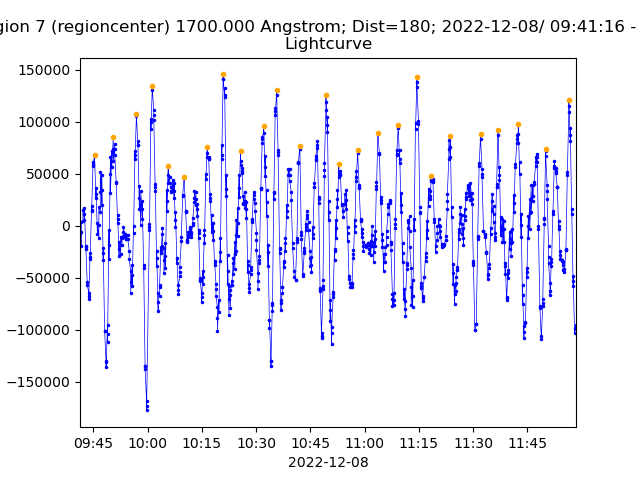 gion 7 (regioncenter) 1700.000 Angstrom; Dist=180; 2022-12-08/ 09:41:16 -
Lightcurve
150000
100000
50000
0
−50000
−100000
−150000
09:45 10:00 10:15 10:30 10:45 11:00 11:15 11:30 11:45
2022-12-08